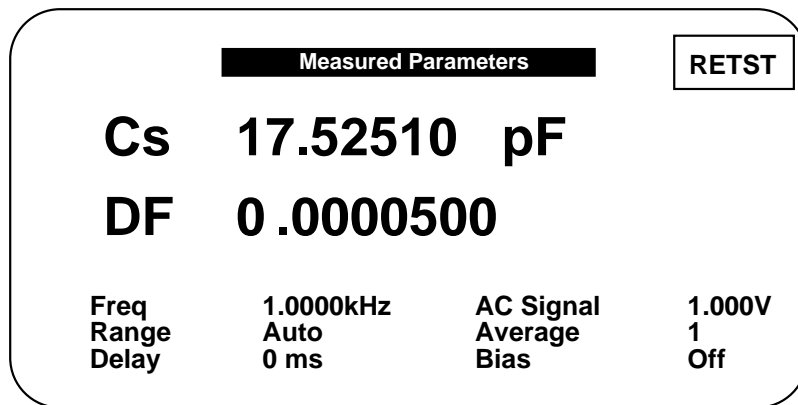 Measured Parameters
RETST
Cs 17.52510 pF
DF 0.0000500
Freq 1.0000kHz AC Signal 1.000V
Range Auto Average 1
Delay 0 ms Bias Off